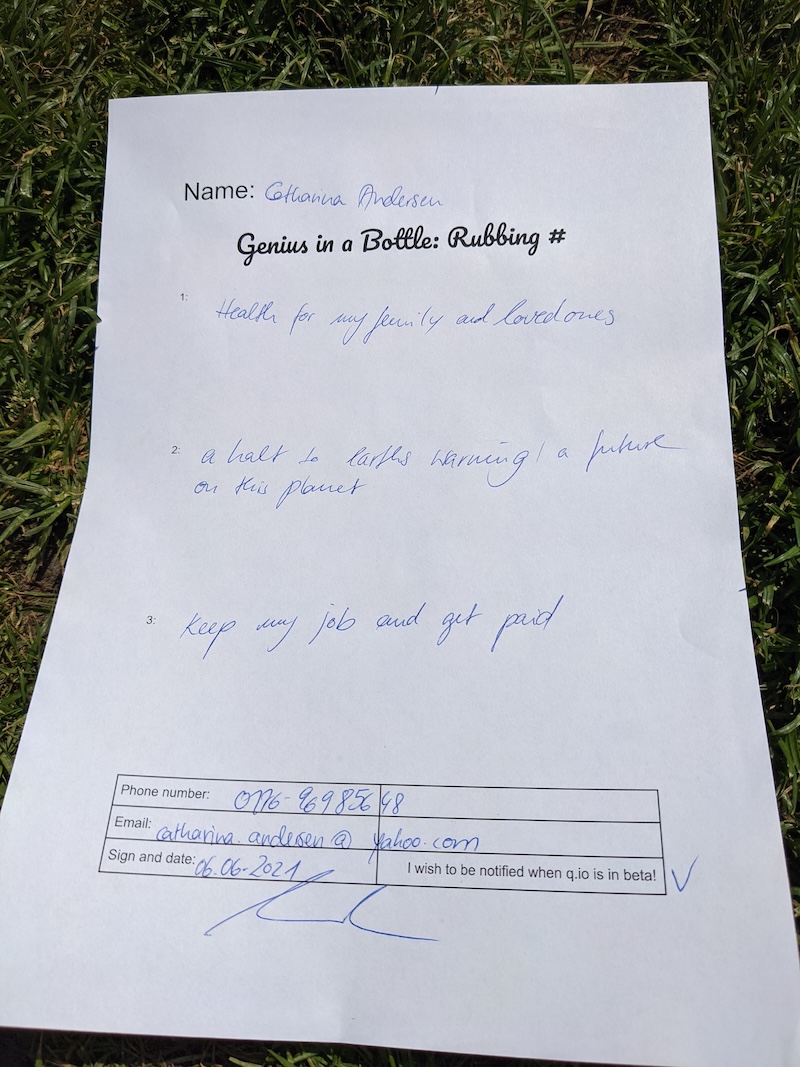 Name: Catharina Andersen
Genius in a Bottle: Rubbing #
1: Health for my family and loved ones
2: a halt to earths warming / a future
on this planet
3: Keep my job and get paid
Phone number: 0176-96985648
Email: catharina.andersen@yahoo.com
Sign and date: 06.06-2021
I wish to be notified when q.io is in beta! ✓